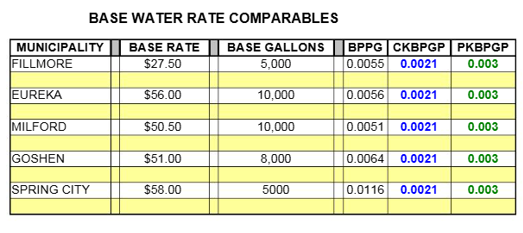 BASE WATER RATE COMPARABLES
MUNICIPALITY BASE RATE BASE GALLONS BPPG CKBPGP PKBPGP
FILLMORE $27.50 5,000 0.0055 0.0021 0.003
EUREKA $56.00 10,000 0.0056 0.0021 0.003
MILFORD $50.50 10,000 0.0051 0.0021 0.003
GOSHEN $51.00 8,000 0.0064 0.0021 0.003
SPRING CITY $58.00 5000 0.0116 0.0021 0.003